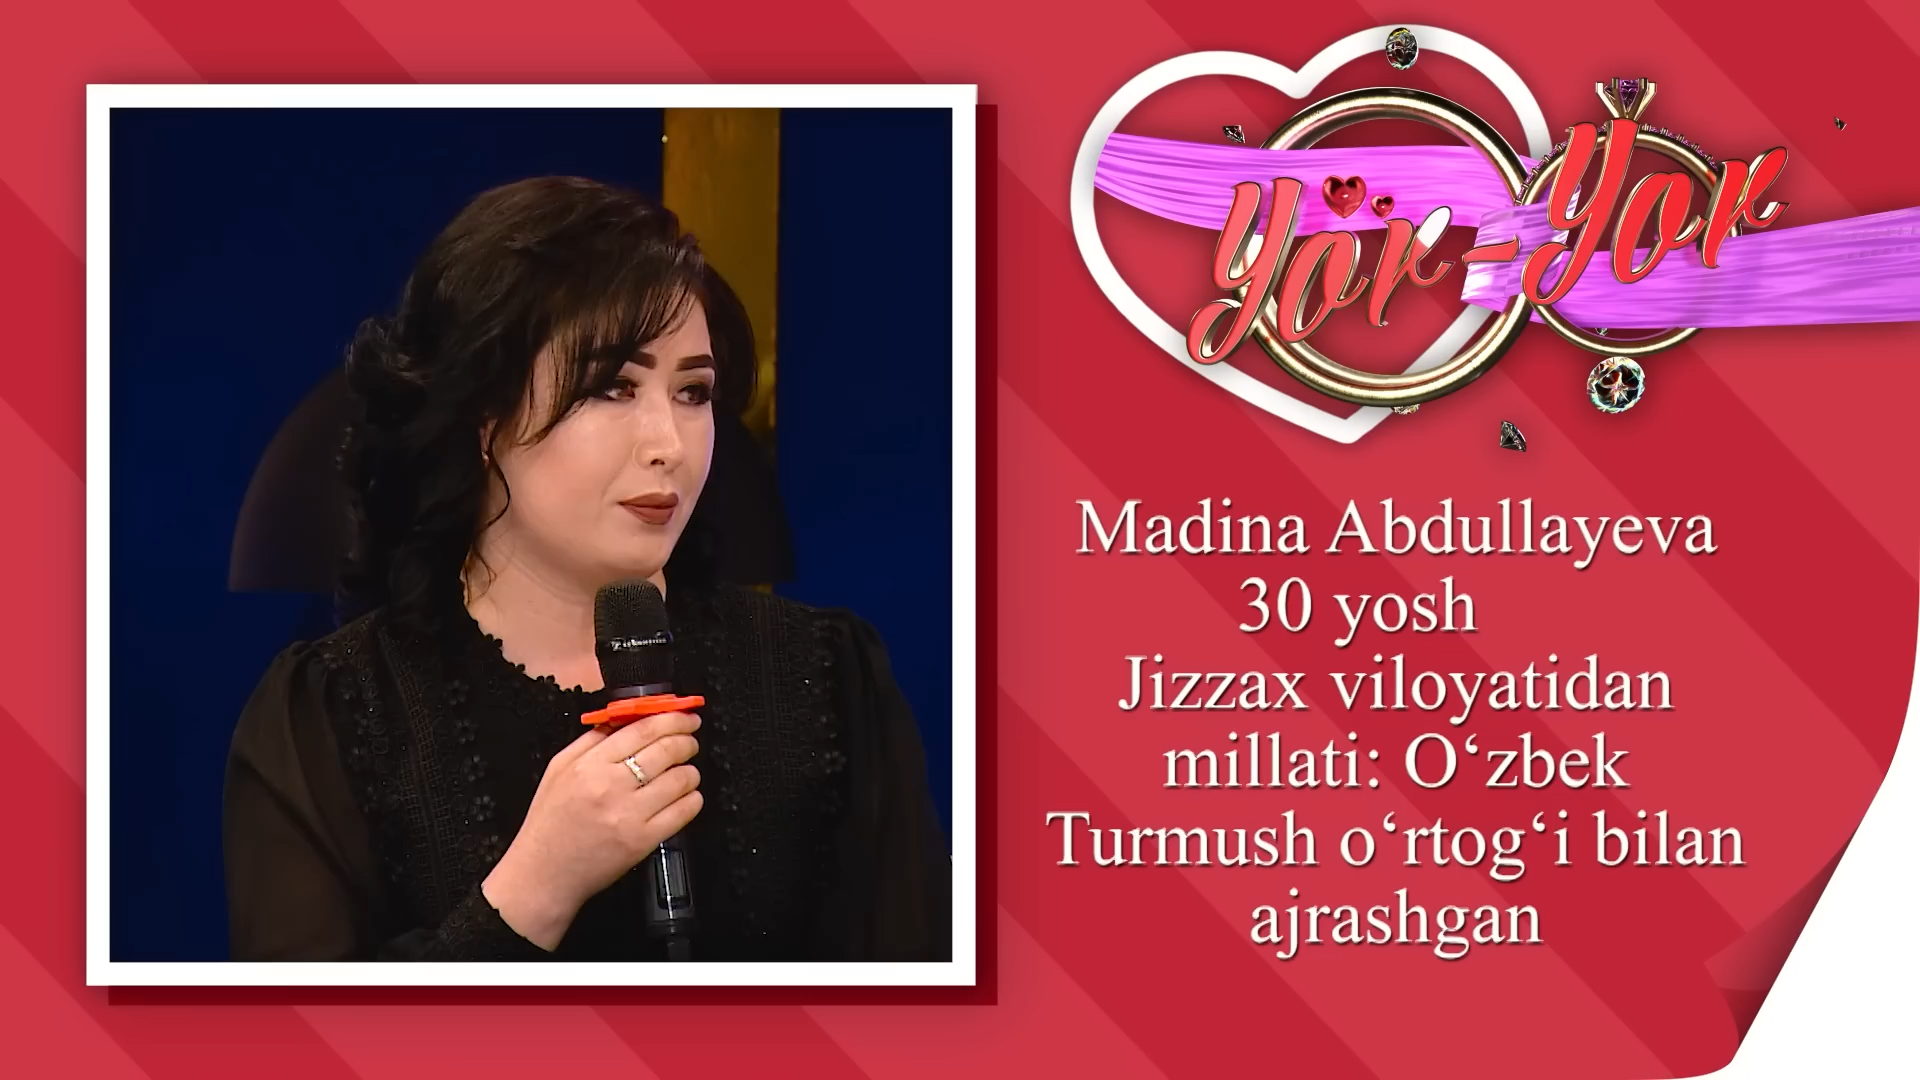 Yor-Yor
Madina Abdullayeva
30 yosh
Jizzax viloyatidan
millati: O‘zbek
Turmush o‘rtog‘i bilan
ajrashgan